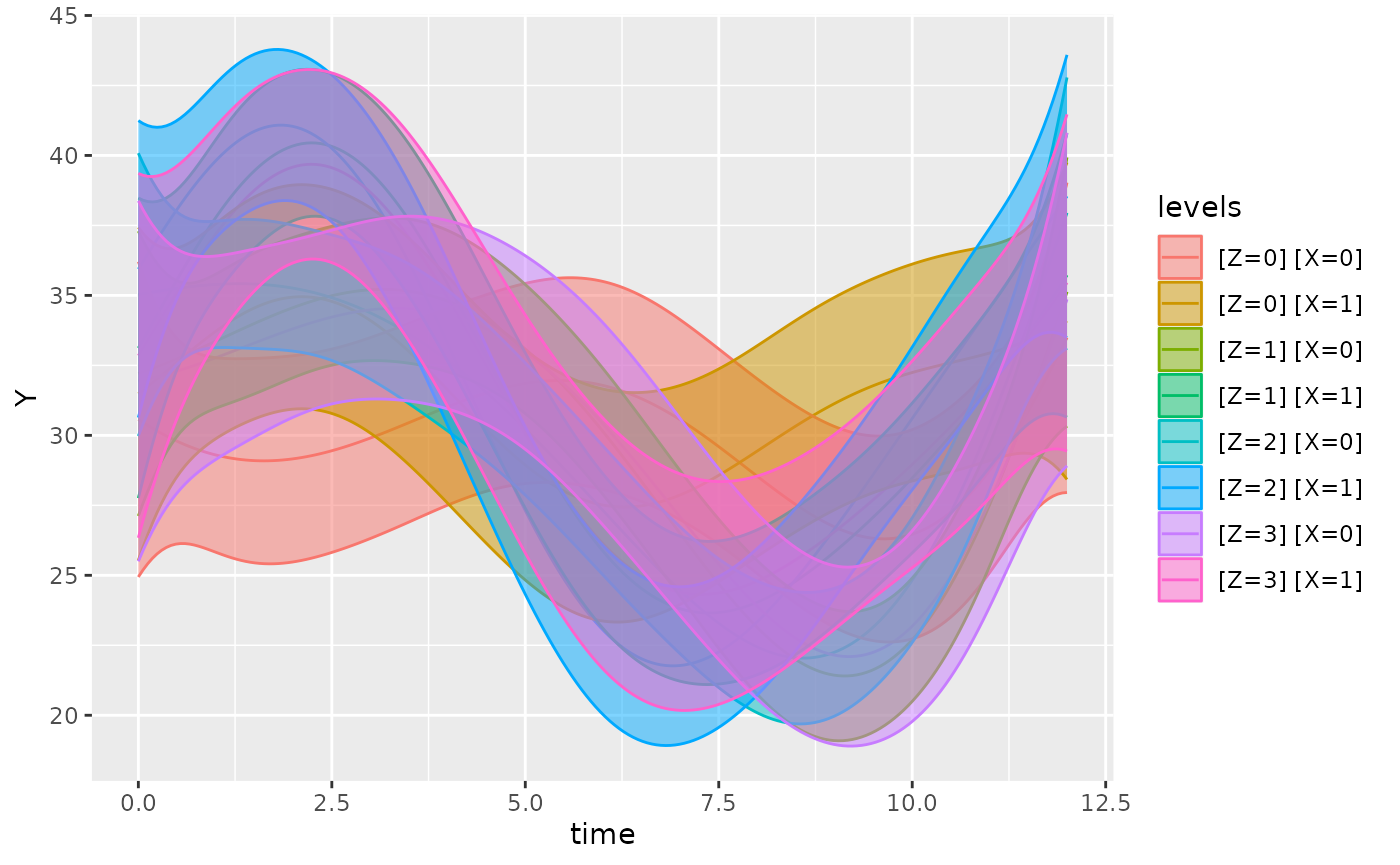 45
40
35
30
25
20
Y
0.0 2.5 5.0 7.5 10.0 12.5
time
levels
[Z=0] [X=0]
[Z=0] [X=1]
[Z=1] [X=0]
[Z=1] [X=1]
[Z=2] [X=0]
[Z=2] [X=1]
[Z=3] [X=0]
[Z=3] [X=1]